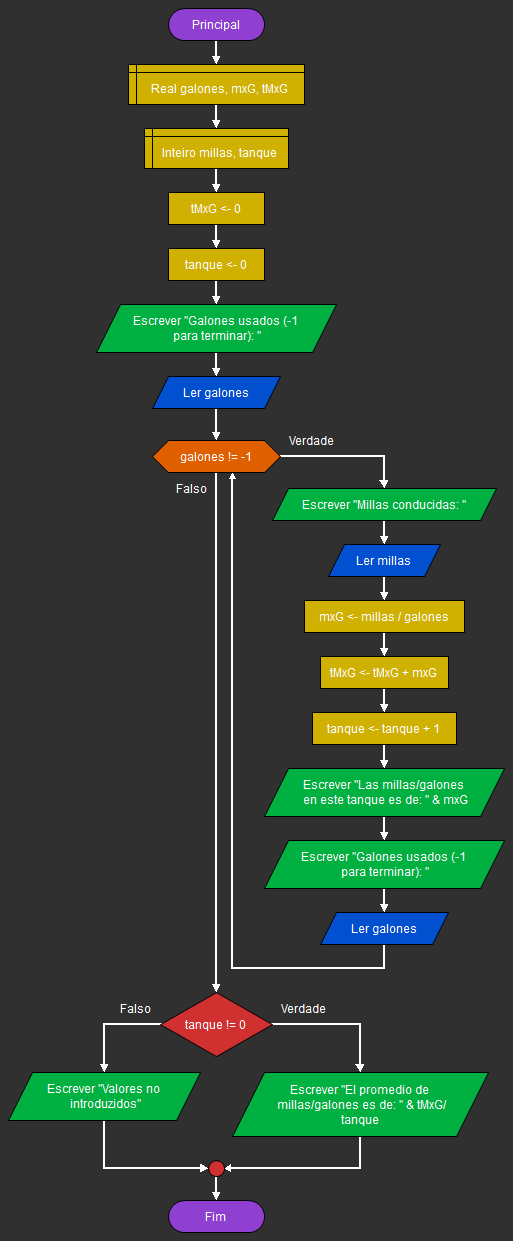 Principal
Real galones, mxG, tMxG
Inteiro millas, tanque
tMxG <- 0
tanque <- 0
Escrever "Galones usados (-1
para terminar): "
Ler galones
galones != -1
Verdade
Falso
Escrever "Millas conducidas: "
Ler millas
mxG <- millas / galones
tMxG <- tMxG + mxG
tanque <- tanque + 1
Escrever "Las millas/galones
en este tanque es de: " & mxG
Escrever "Galones usados (-1
para terminar): "
Ler galones
tanque != 0
Falso
Verdade
Escrever "Valores no
introduzidos"
Escrever "El promedio de
millas/galones es de: " & tMxG/
tanque
Fim